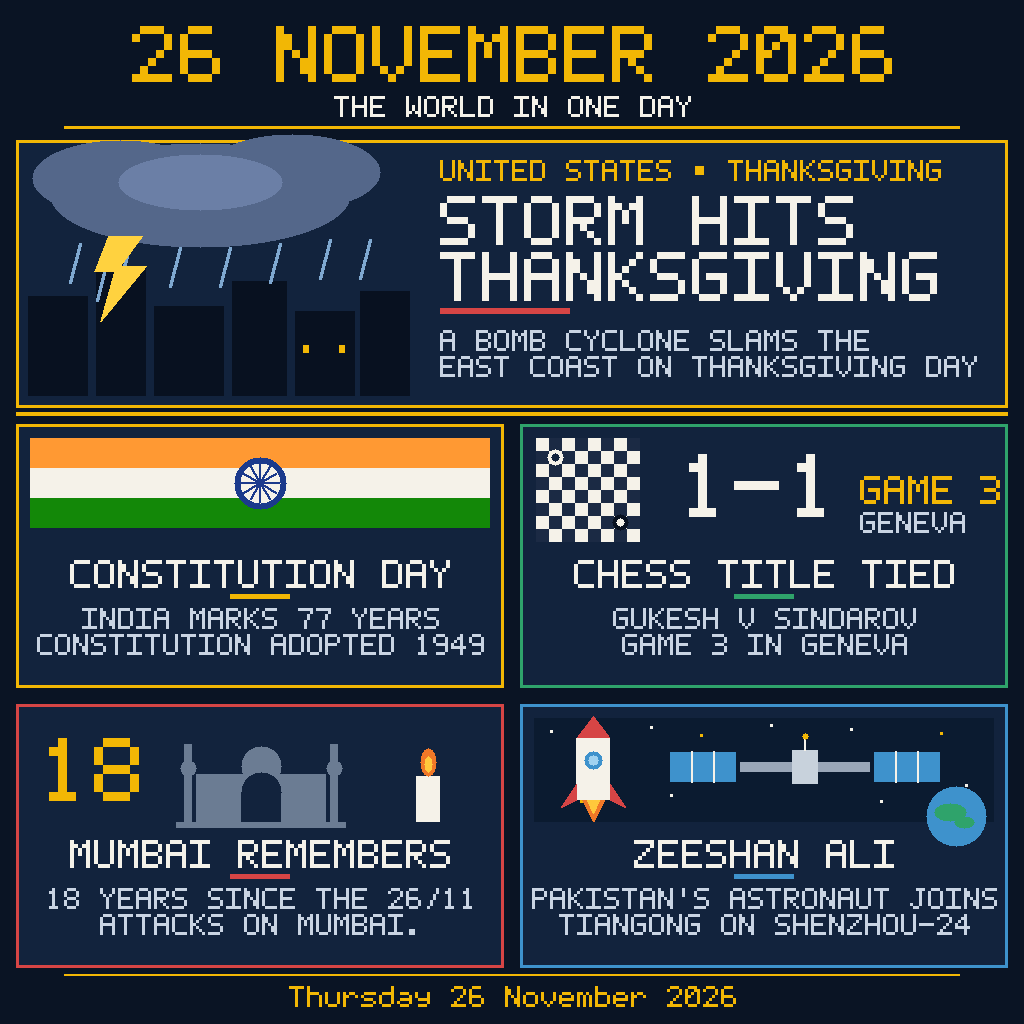 26 NOVEMBER 2026
THE WORLD IN ONE DAY
UNITED STATES ▪ THANKSGIVING
STORM HITS
THANKSGIVING
A BOMB CYCLONE SLAMS THE
EAST COAST ON THANKSGIVING DAY
CONSTITUTION DAY
INDIA MARKS 77 YEARS
CONSTITUTION ADOPTED 1949
1–1
GAME 3
GENEVA
CHESS TITLE TIED
GUKESH V SINDAROV
GAME 3 IN GENEVA
18
MUMBAI REMEMBERS
18 YEARS SINCE THE 26/11
ATTACKS ON MUMBAI.
ZEESHAN ALI
PAKISTAN'S ASTRONAUT JOINS
TIANGONG ON SHENZHOU-24
Thursday 26 November 2026